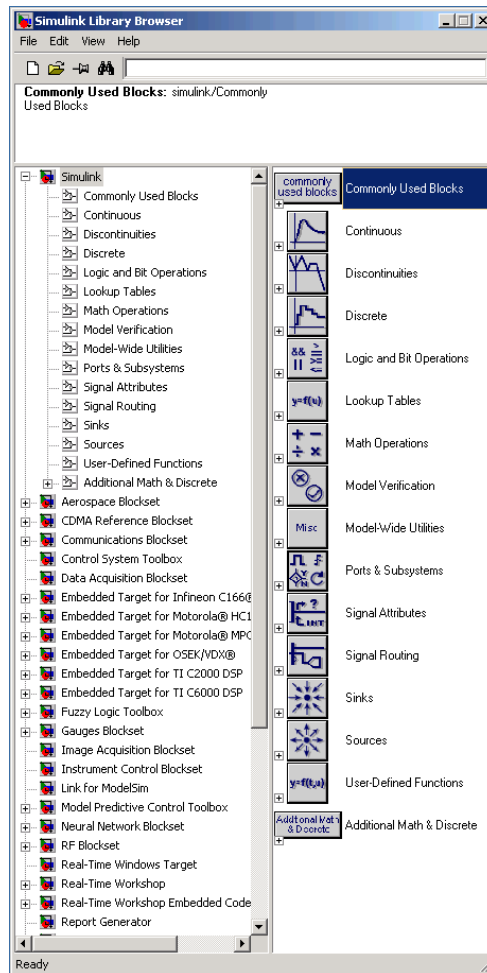 Simulink Library Browser
File Edit View Help
Commonly Used Blocks: simulink/Commonly
Used Blocks
Simulink
Commonly Used Blocks
Continuous
Discontinuities
Discrete
Logic and Bit Operations
Lookup Tables
Math Operations
Model Verification
Model-Wide Utilities
Ports & Subsystems
Signal Attributes
Signal Routing
Sinks
Sources
User-Defined Functions
Additional Math & Discrete
Aerospace Blockset
CDMA Reference Blockset
Communications Blockset
Control System Toolbox
Data Acquisition Blockset
Embedded Target for Infineon C166®
Embedded Target for Motorola® HC1
Embedded Target for Motorola® MPC
Embedded Target for OSEK/VDX®
Embedded Target for TI C2000 DSP
Embedded Target for TI C6000 DSP
Fuzzy Logic Toolbox
Gauges Blockset
Image Acquisition Blockset
Instrument Control Blockset
Link for ModelSim
Model Predictive Control Toolbox
Neural Network Blockset
RF Blockset
Real-Time Windows Target
Real-Time Workshop
Real-Time Workshop Embedded Code
Report Generator
commonly
used blocks
Commonly Used Blocks
Continuous
Discontinuities
Discrete
&& >
|| >=
<=
Logic and Bit Operations
y=f(u)
Lookup Tables
+ −
÷ ×
Math Operations
Model Verification
Misc
Model-Wide Utilities
Y
N
Ports & Subsystems
?
INT
Signal Attributes
Signal Routing
Sinks
Sources
y=f(t,u)
User-Defined Functions
Additional Math
& Discrete
Additional Math & Discrete
Ready